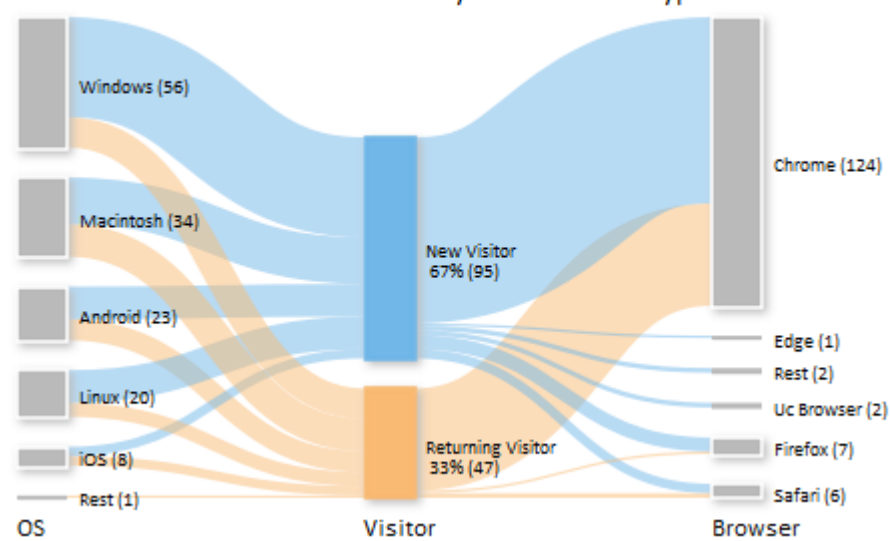 Windows (56)
Macintosh (34)
Android (23)
Linux (20)
iOS (8)
Rest (1)
New Visitor
67% (95)
Returning Visitor
33% (47)
Chrome (124)
Edge (1)
Rest (2)
Uc Browser (2)
Firefox (7)
Safari (6)
OS
Visitor
Browser